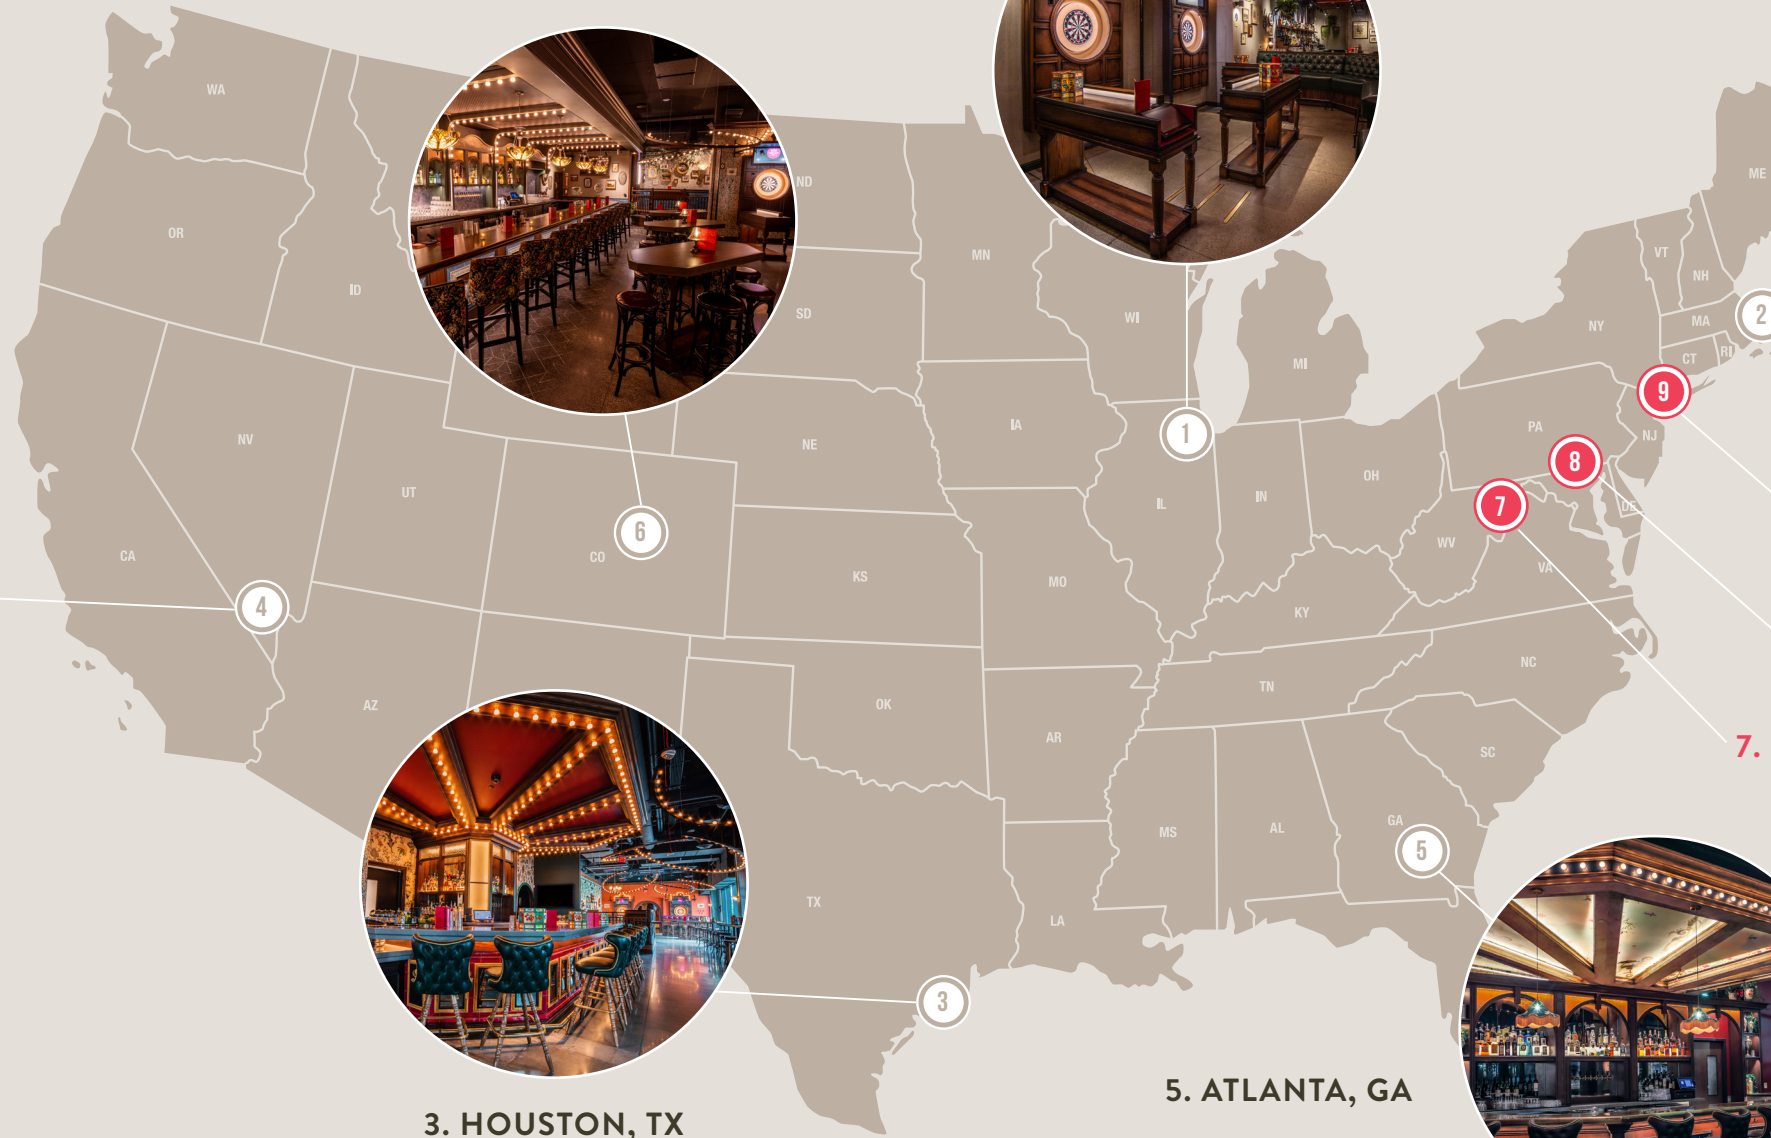 WA
ME
ND
OR
VT
MN
NH
ID
SD
WI
2
MA
NY
RI
CT
MI
9
IA
PA
1
NJ
NV
NE
8
OH
UT
IN
IL
7
DE
6
WV
CO
CA
VA
KS
MO
4
KY
NC
TN
OK
AZ
AR
7.
SC
GA
AL
MS
5
TX
LA
3
5. ATLANTA, GA
3. HOUSTON, TX